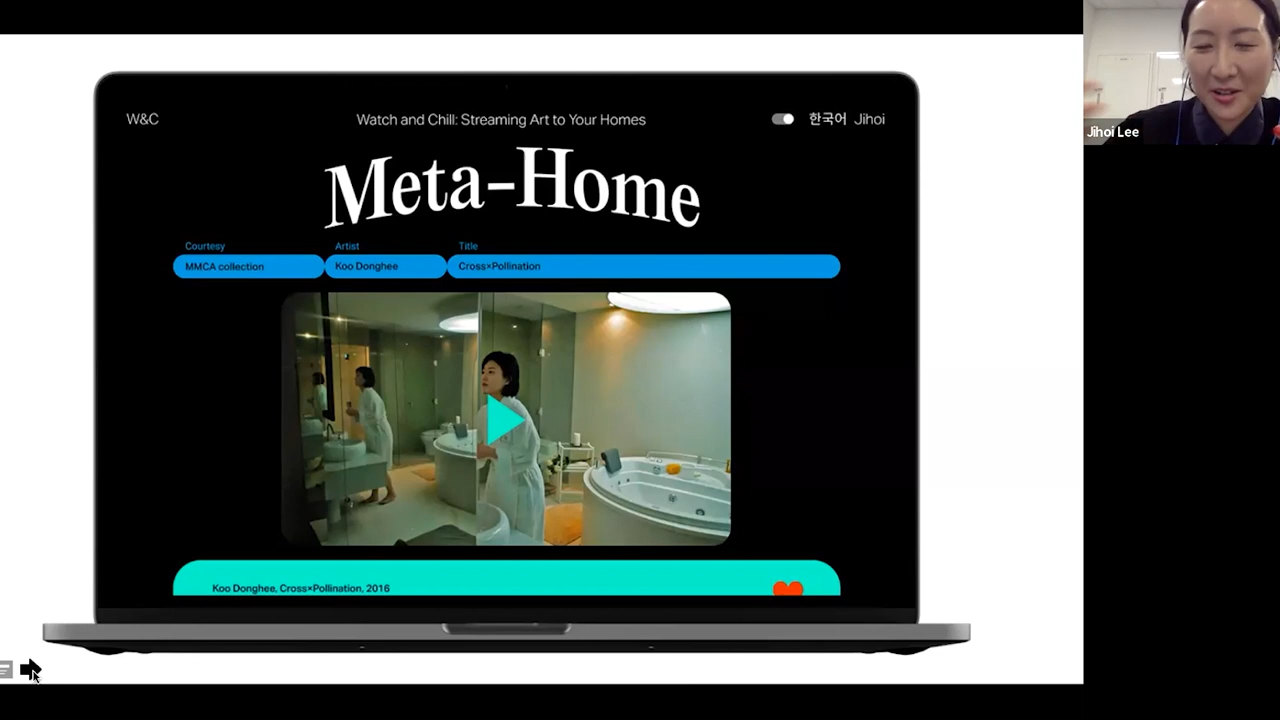 W&C
Watch and Chill: Streaming Art to Your Homes
한국어 Jihoi
Meta-Home
Courtesy
Artist
Title
MMCA collection
Koo Donghee
Cross×Pollination
Koo Donghee, Cross×Pollination, 2016
Jihoi Lee